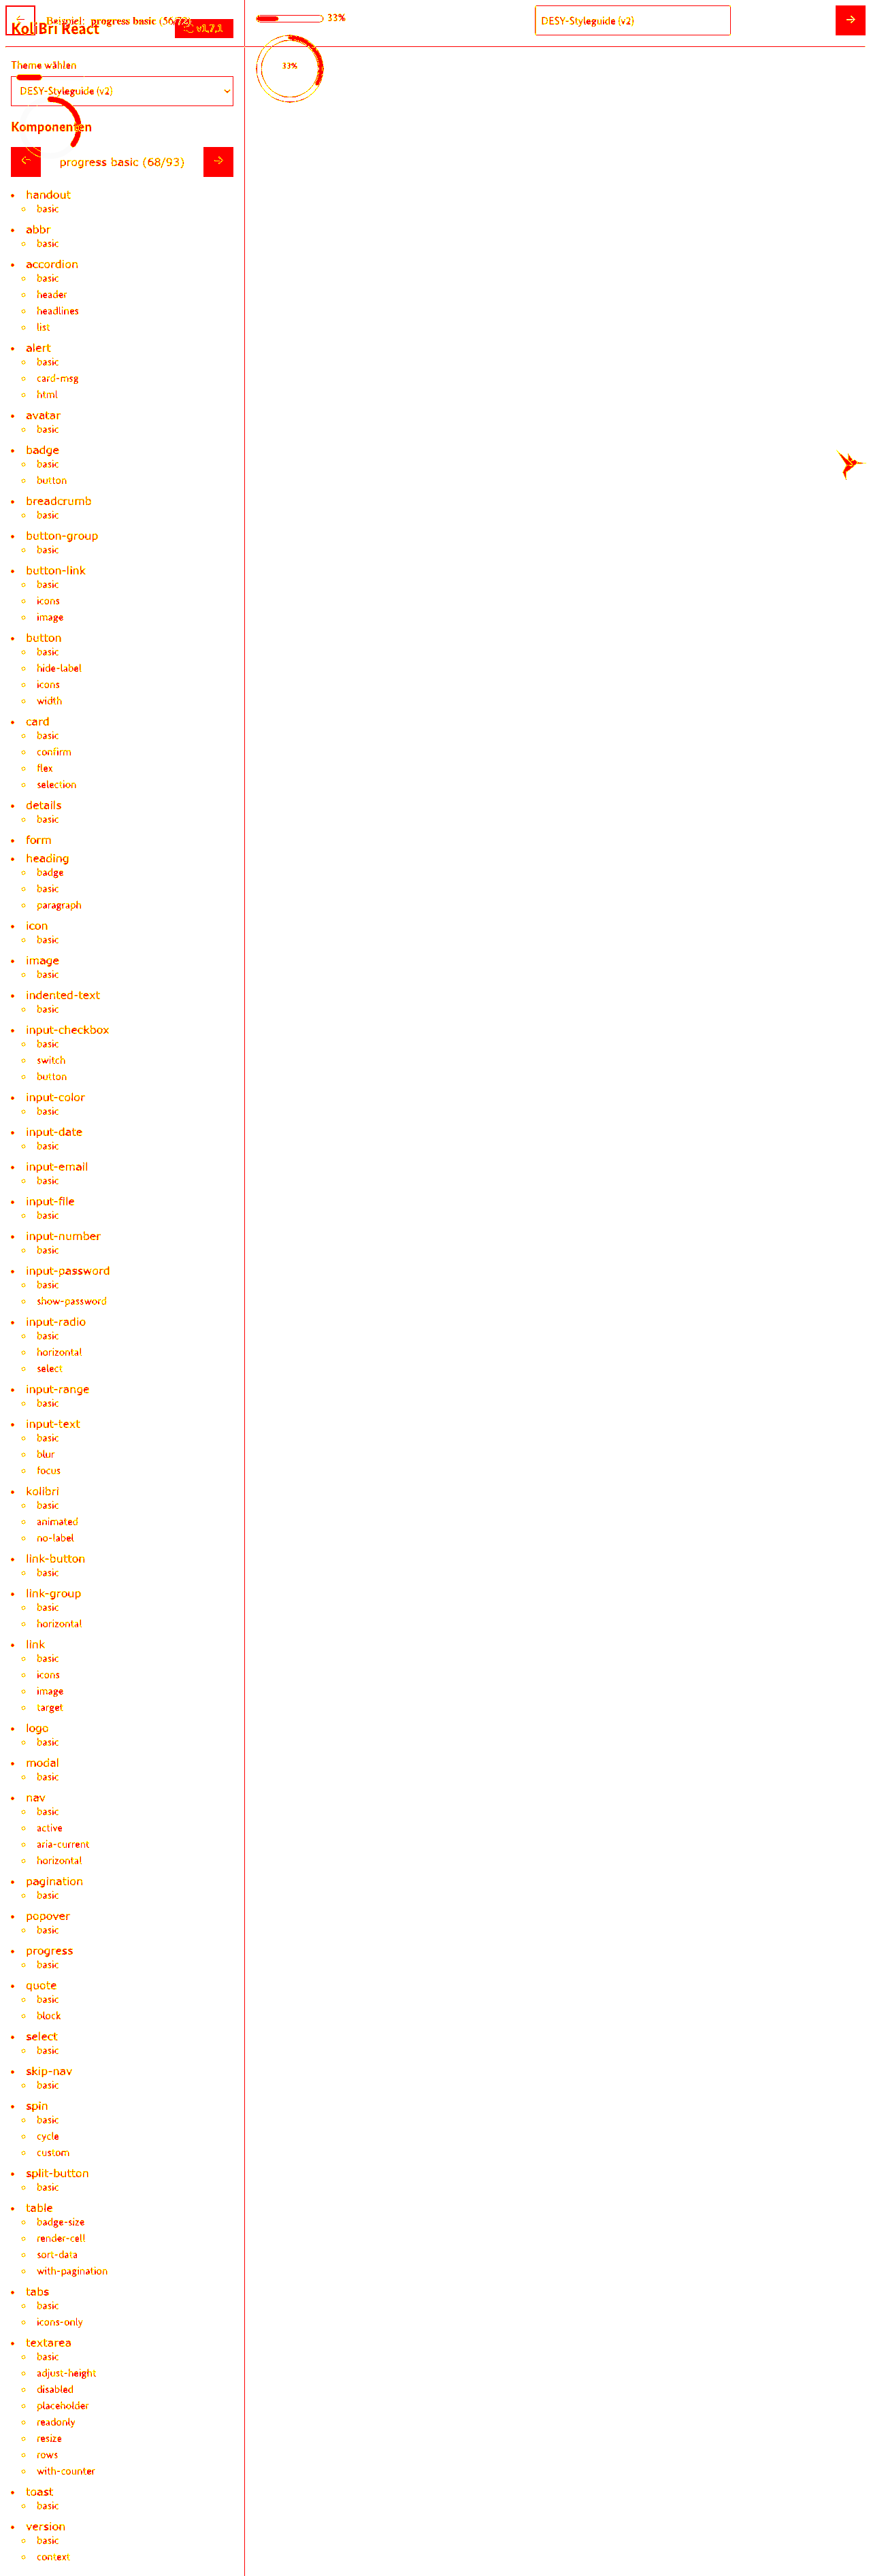 Beispiel: progress basic (56/72)
KoliBri React
v1.7.1
33%
DESY-Styleguide (v2)
33%
Theme wählen
DESY-Styleguide (v2)
Komponenten
progress basic (68/93)
handout
basic
abbr
basic
accordion
basic
header
headlines
list
alert
basic
card-msg
html
avatar
basic
badge
basic
button
breadcrumb
basic
button-group
basic
button-link
basic
icons
image
button
basic
hide-label
icons
width
card
basic
confirm
flex
selection
details
basic
form
heading
badge
basic
paragraph
icon
basic
image
basic
indented-text
basic
input-checkbox
basic
switch
button
input-color
basic
input-date
basic
input-email
basic
input-file
basic
input-number
basic
input-password
basic
show-password
input-radio
basic
horizontal
select
input-range
basic
input-text
basic
blur
focus
kolibri
basic
animated
no-label
link-button
basic
link-group
basic
horizontal
link
basic
icons
image
target
logo
basic
modal
basic
nav
basic
active
aria-current
horizontal
pagination
basic
popover
basic
progress
basic
quote
basic
block
select
basic
skip-nav
basic
spin
basic
cycle
custom
split-button
basic
table
badge-size
render-cell
sort-data
with-pagination
tabs
basic
icons-only
textarea
basic
adjust-height
disabled
placeholder
readonly
resize
rows
with-counter
toast
basic
version
basic
context